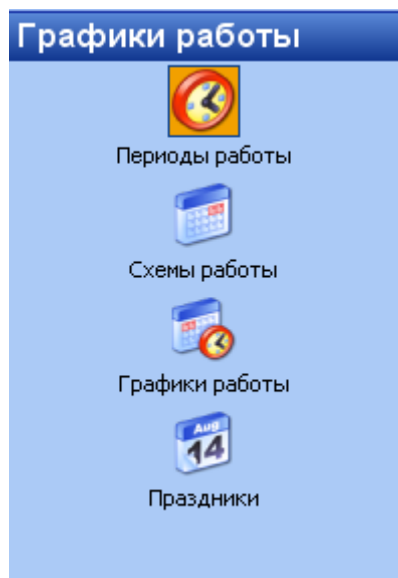 Графики работы
Периоды работы
Схемы работы
Графики работы
Aug
14
Праздники